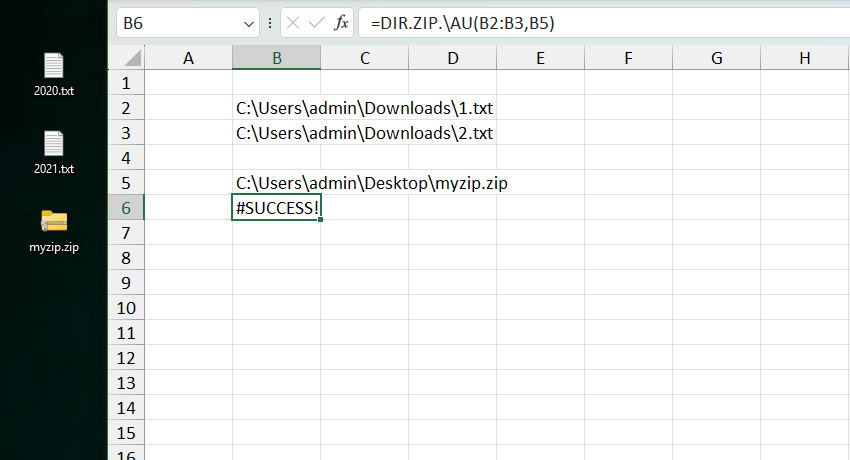 B6
fx
=DIR.ZIP.\AU(B2:B3,B5)
2020.txt
2021.txt
myzip.zip
A B C D E F G H
1
2 C:\Users\admin\Downloads\1.txt
3 C:\Users\admin\Downloads\2.txt
4
5 C:\Users\admin\Desktop\myzip.zip
6 #SUCCESS!
7
8
9
10
11
12
13
14
15
16